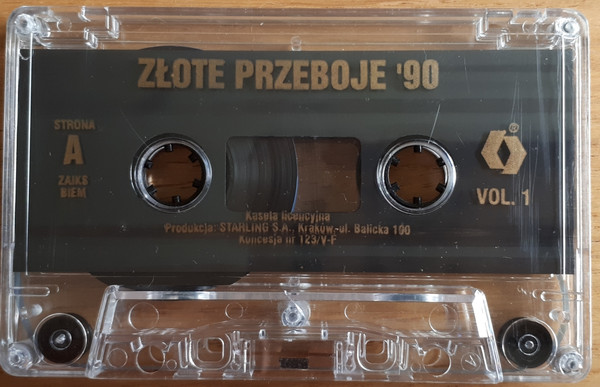 ZŁOTE PRZEBOJE '90
STRONA
A
ZAIKS
BIEM
®
VOL. 1
Kaseta licencyjna
Produkcja: STARLING S.A., Kraków, ul. Balicka 100
Koncesja nr 123/V-F